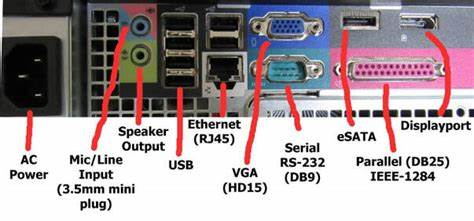 AC
Power
Mic/Line
Input
(3.5mm mini
plug)
Speaker
Output
USB
Ethernet
(RJ45)
VGA
(HD15)
Serial
RS-232
(DB9)
eSATA
Parallel (DB25)
IEEE-1284
Displayport